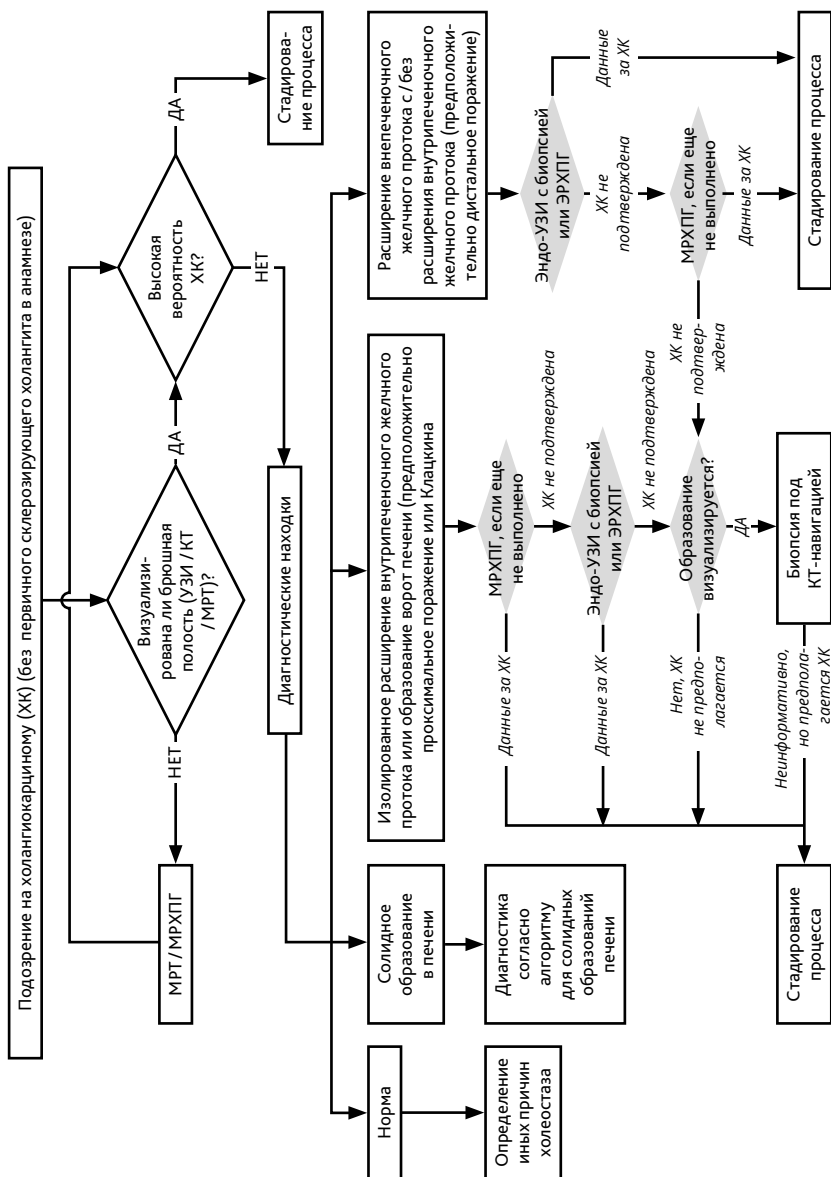 Подозрение на холангиокарциному (ХК) (без первичного склерозирующего холангита в анамнезе)
Визуализи-
рована ли брюшная
полость (УЗИ / КТ
/ МРТ)?
НЕТ
ДА
МРТ / МРХПГ
Высокая
вероятность
ХК?
ДА
НЕТ
Стадирова-
ние процесса
Диагностические находки
Норма
Определение
иных причин
холеостаза
Солидное
образование
в печени
Диагностика
согласно
алгоритму
для солидных
образований
печени
Изолированное расширение внутрипеченочного желчного
протока или образование ворот печени (предположительно
проксимальное поражение или Клацкина
МРХПГ, если еще
не выполнено
Данные за ХК
ХК не подтверждена
Эндо-УЗИ с биопсией
или ЭРХПГ
Данные за ХК
ХК не подтверждена
Образование
визуализируется?
Нет, ХК
не предпо-
лагается
ДА
Биопсия под
КТ-навигацией
Неинформативно,
но предпола-
гается ХК
Стадирование
процесса
Расширение внепеченочного
желчного протока с / без
расширения внутрипеченочного
желчного протока (предположи-
тельно дистальное поражение)
Эндо-УЗИ с биопсией
или ЭРХПГ
Данные
за ХК
ХК не
подтверждена
МРХПГ, если еще
не выполнено
ХК не
подтвер-
ждена
Данные за ХК
Стадирование процесса